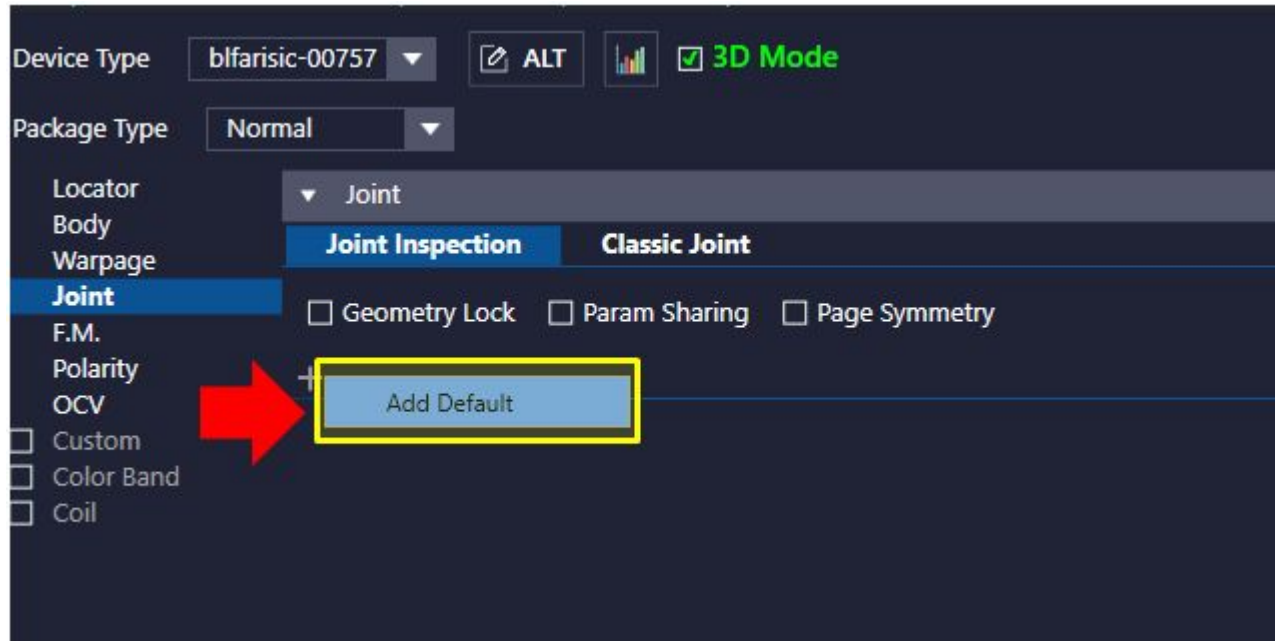 Device Type blfarisic-00757 ALT 3D Mode
Package Type Normal
Locator
Body
Warpage
Joint
F.M.
Polarity
OCV
Custom
Color Band
Coil
Joint
Joint Inspection Classic Joint
Geometry Lock Param Sharing Page Symmetry
+
Add Default